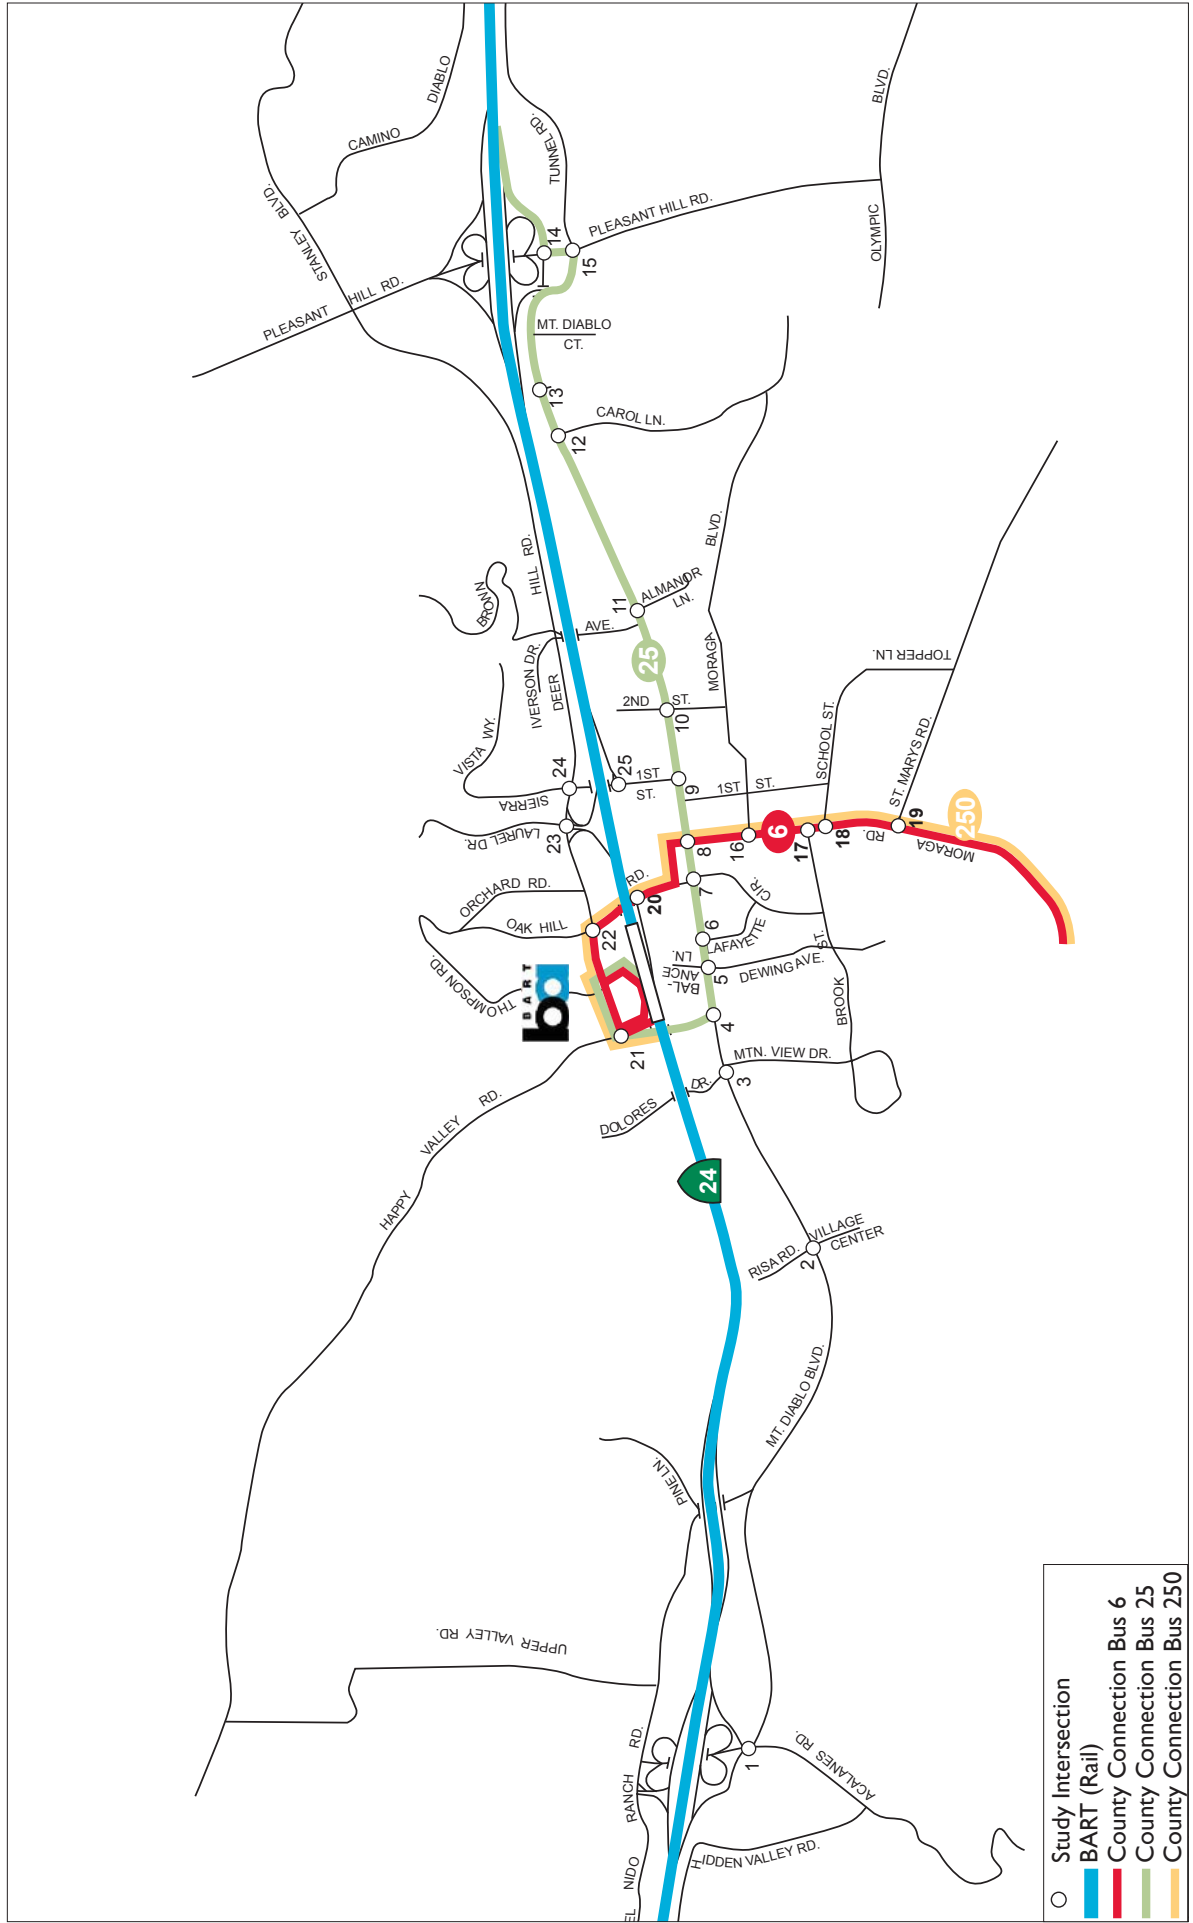 STANLEY BLVD.
CAMINO DIABLO
PLEASANT HILL RD.
TUNNEL RD.
PLEASANT HILL RD.
OLYMPIC BLVD.
14
15
MT. DIABLO
CT.
13
12
CAROL LN.
DEER HILL RD.
BROWN AVE.
IVERSON DR.
11
ALMANOR
LN.
25
MORAGA BLVD.
2ND ST.
10
VISTA WY.
SIERRA
24
25
1ST
ST.
9
1ST ST.
SCHOOL ST.
TOPPER LN.
ST. MARY'S RD.
LAUREL DR.
23
ORCHARD RD.
OAK HILL RD.
THOMPSON RD.
22
20
8
16
6
17
18
19
250
MORAGA RD.
7
6
LAFAYETTE CIR.
5
BAL-
ANCE
LN.
DEWING AVE.
BROOK ST.
BART
ba
21
4
3
MTN. VIEW DR.
DOLORES DR.
HAPPY VALLEY RD.
24
RISA RD.
2
VILLAGE
CENTER
MT. DIABLO BLVD.
PINE LN.
UPPER VALLEY RD.
EL NIDO RANCH RD.
1
ACALANES RD.
HIDDEN VALLEY RD.
Study Intersection
BART (Rail)
County Connection Bus 6
County Connection Bus 25
County Connection Bus 250